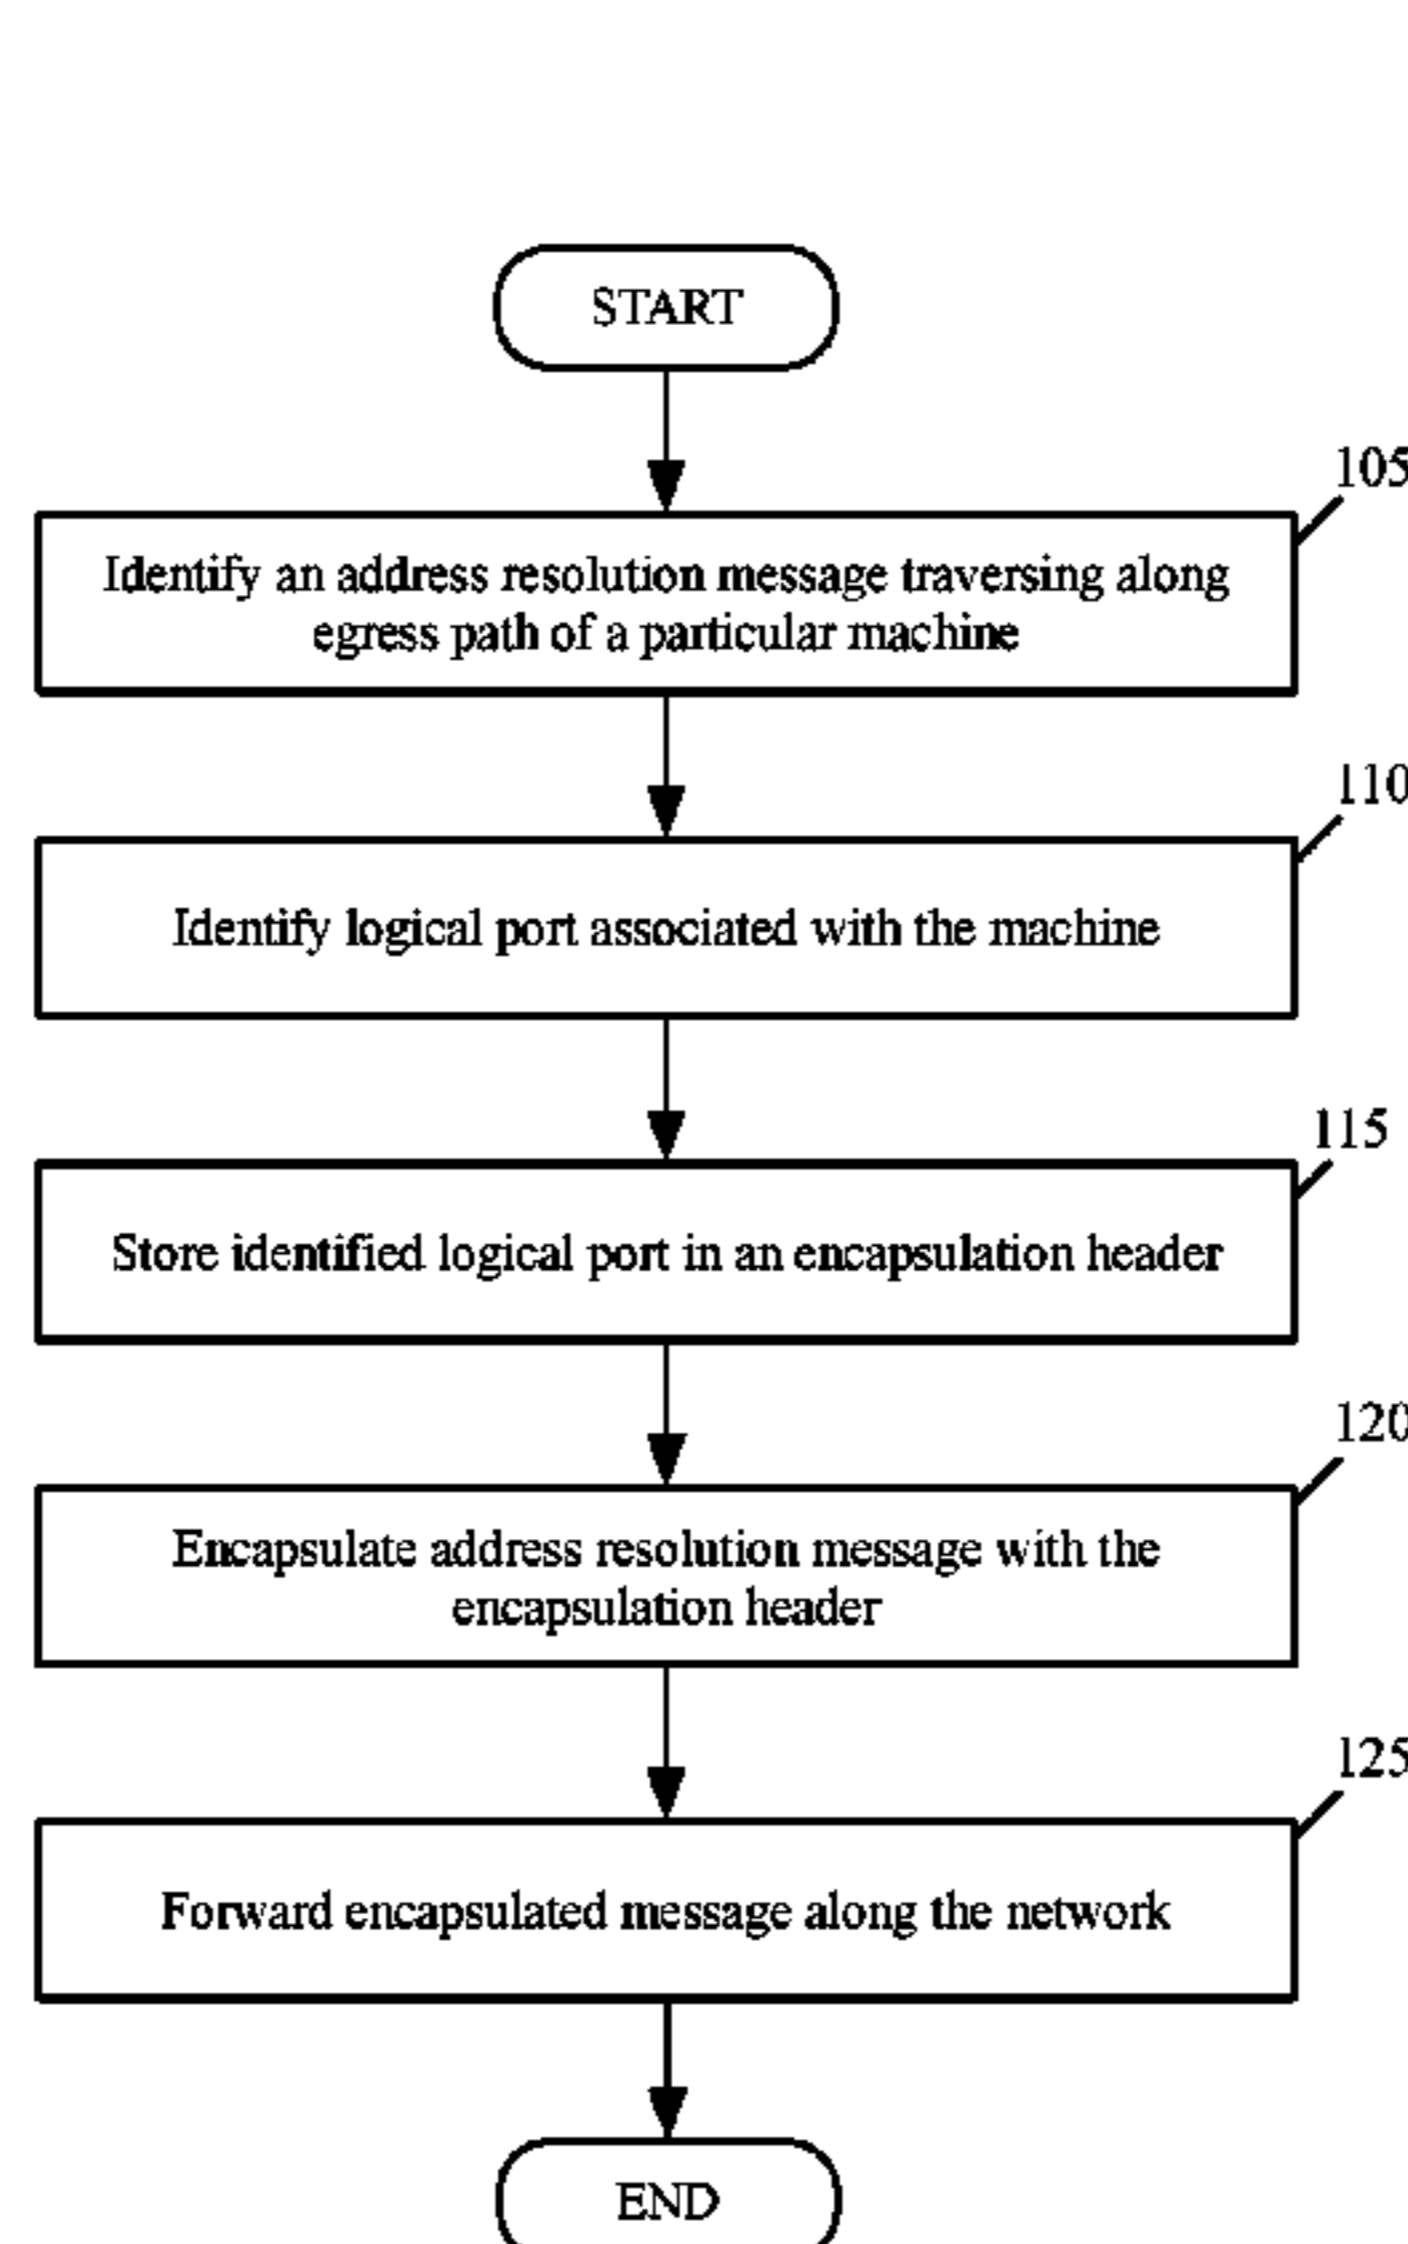 START
105
Identify an address resolution message traversing along
egress path of a particular machine
110
Identify logical port associated with the machine
115
Store identified logical port in an encapsulation header
120
Encapsulate address resolution message with the
encapsulation header
125
Forward encapsulated message along the network
END